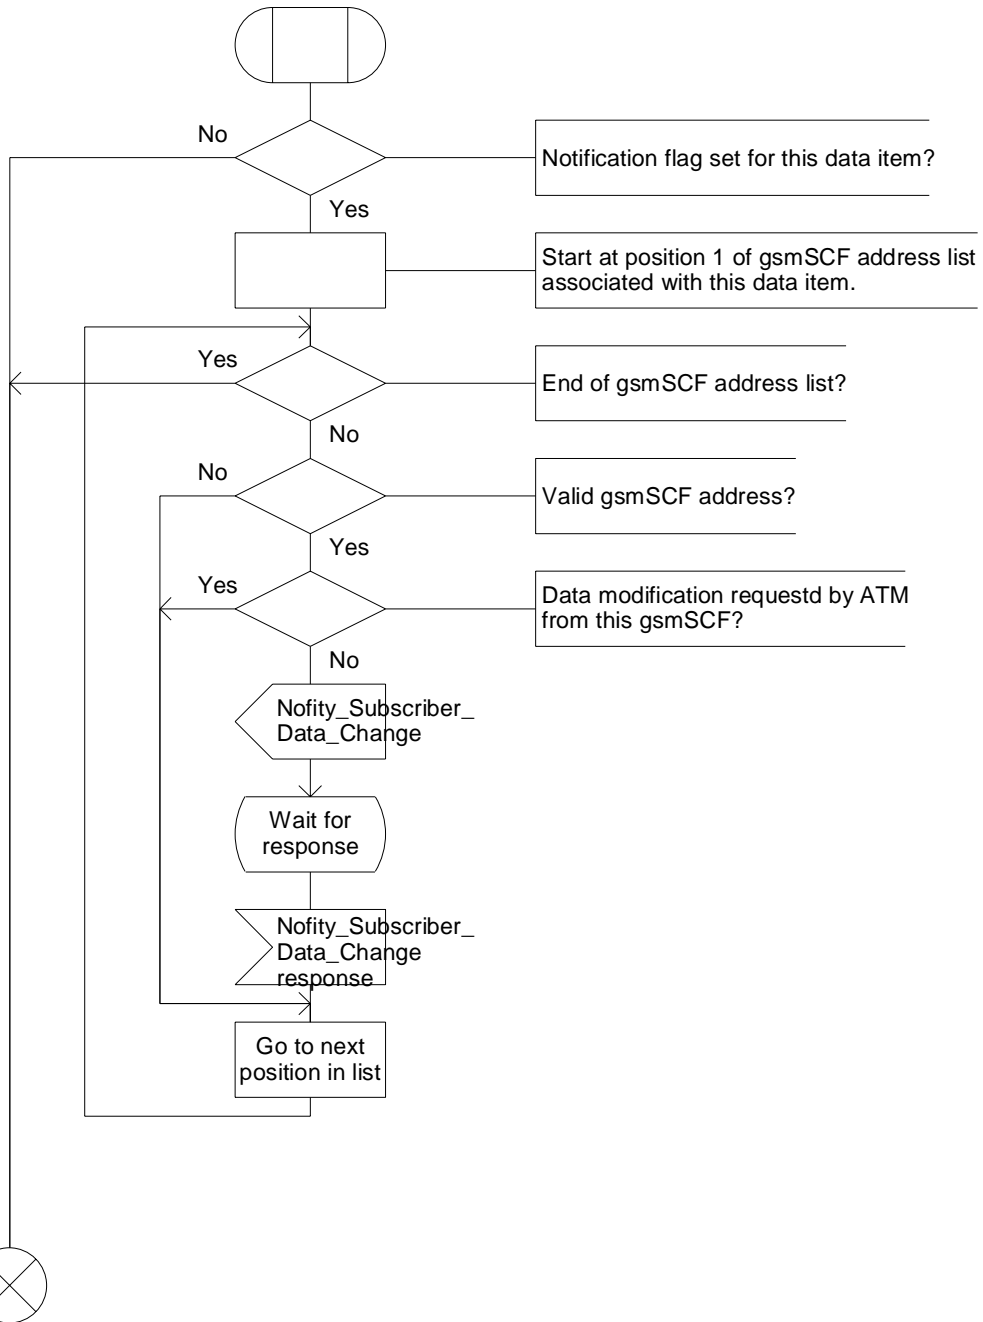 No
Notification flag set for this data item?
Yes
Start at position 1 of gsmSCF address list
associated with this data item.
Yes
End of gsmSCF address list?
No
No
Valid gsmSCF address?
Yes
Yes
Data modification requestd by ATM
from this gsmSCF?
No
Nofity_Subscriber_
Data_Change
Wait for
response
Nofity_Subscriber_
Data_Change
response
Go to next
position in list